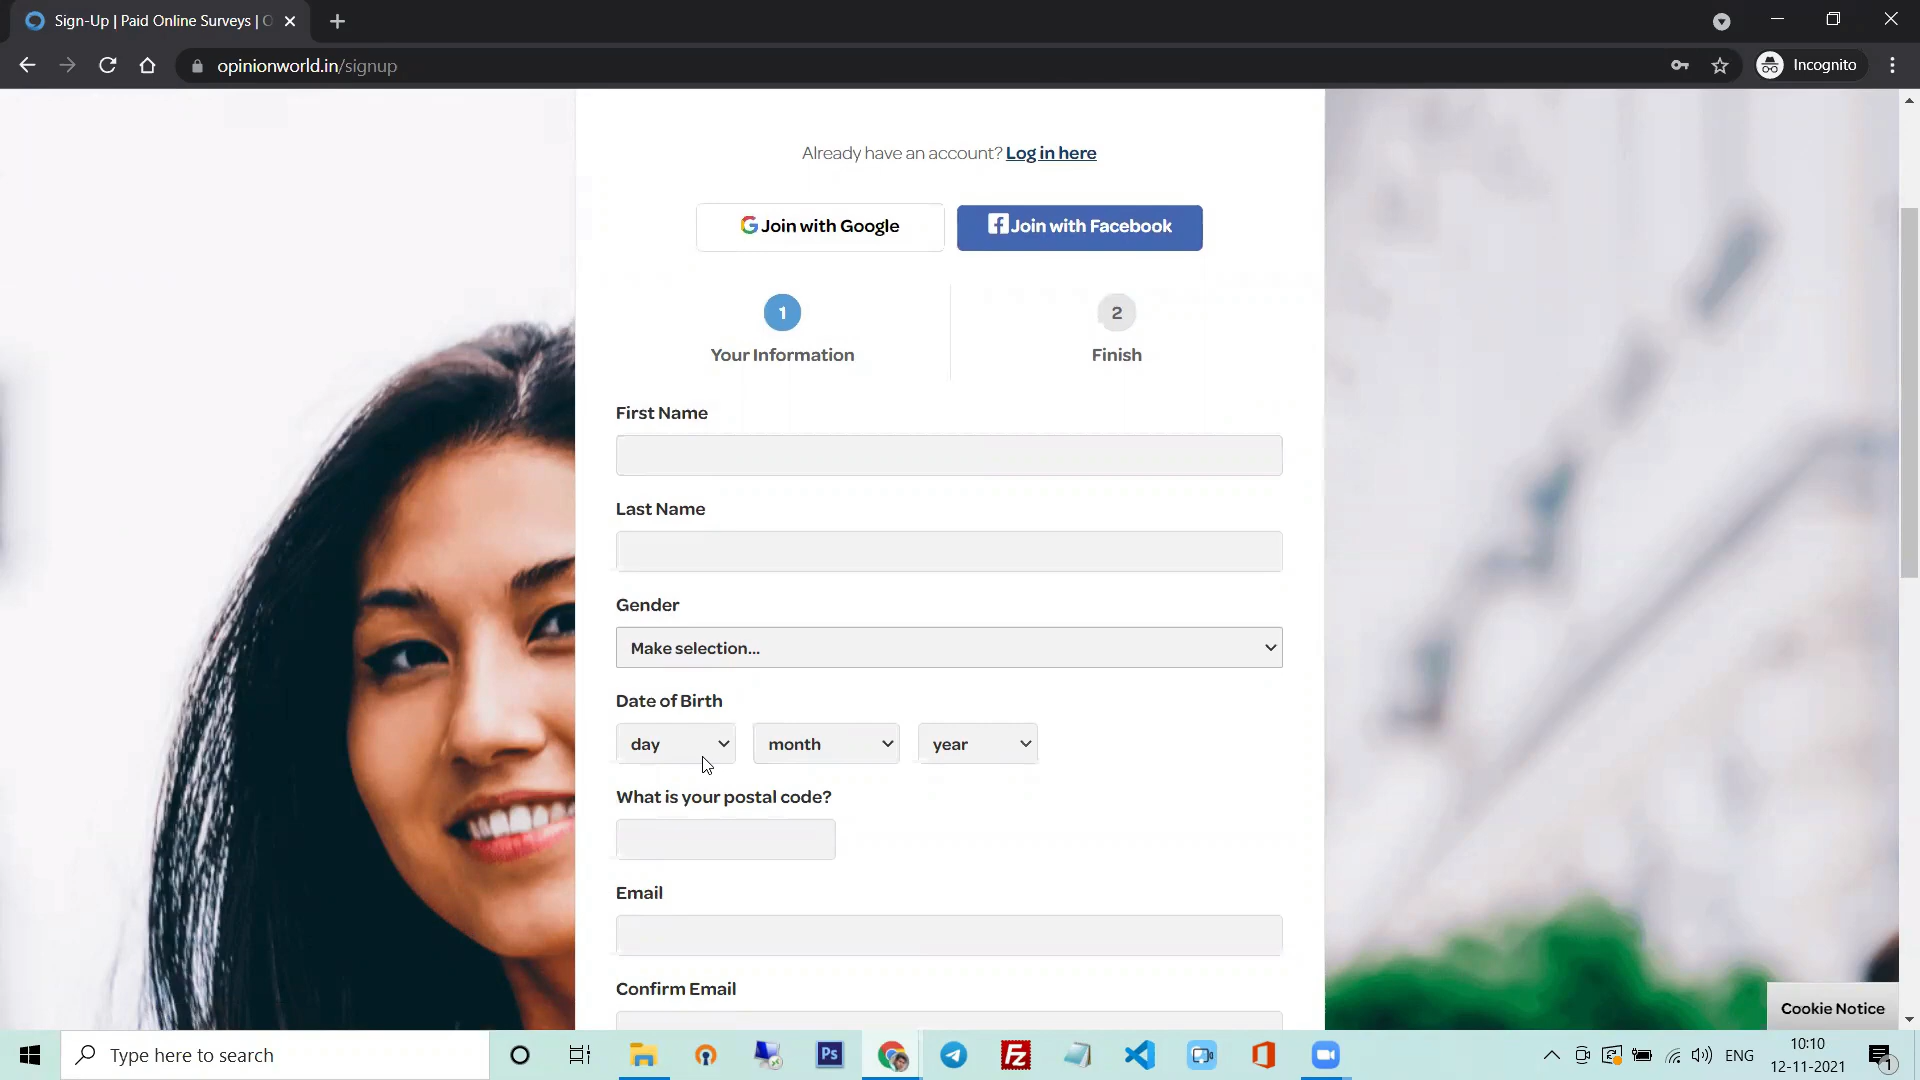 Sign-Up | Paid Online Surveys | O
opinionworld.in/signup
Incognito
Already have an account? Log in here
Join with Google
Join with Facebook
1
2
Your Information
Finish
First Name
Last Name
Gender
Make selection...
Date of Birth
day
month
year
What is your postal code?
Email
Confirm Email
Cookie Notice
Type here to search
Ps
Fz
ENG
10:10
12-11-2021
1